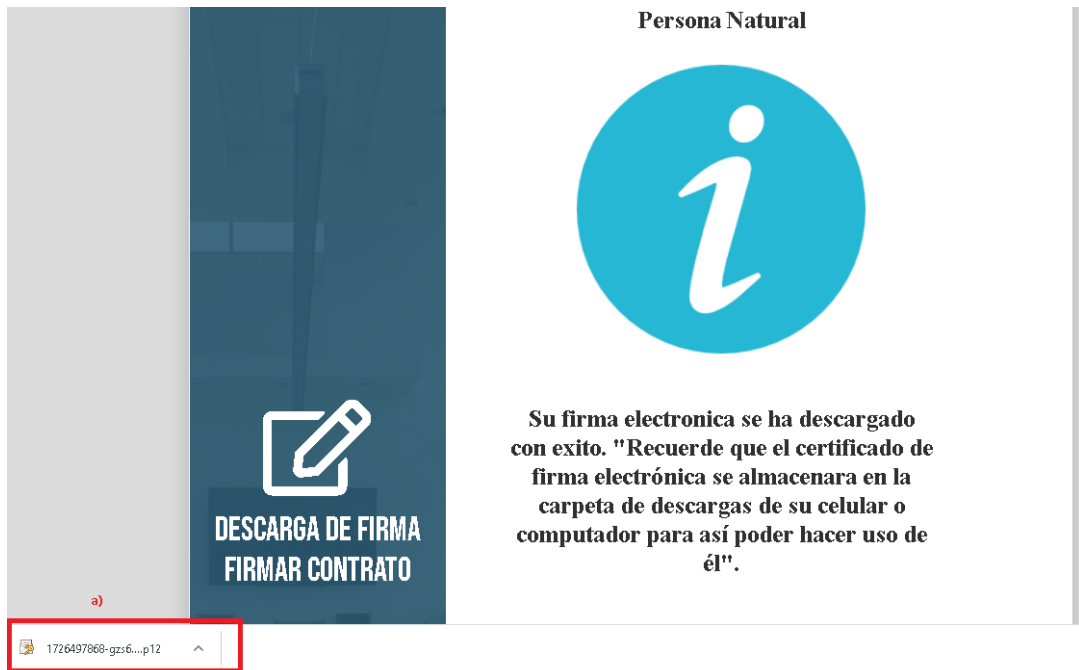 Persona Natural
Su firma electronica se ha descargado
con exito. "Recuerde que el certificado de
firma electrónica se almacenara en la
carpeta de descargas de su celular o
computador para así poder hacer uso de
él".
DESCARGA DE FIRMA
FIRMAR CONTRATO
a)
1726497868-gzs6....p12